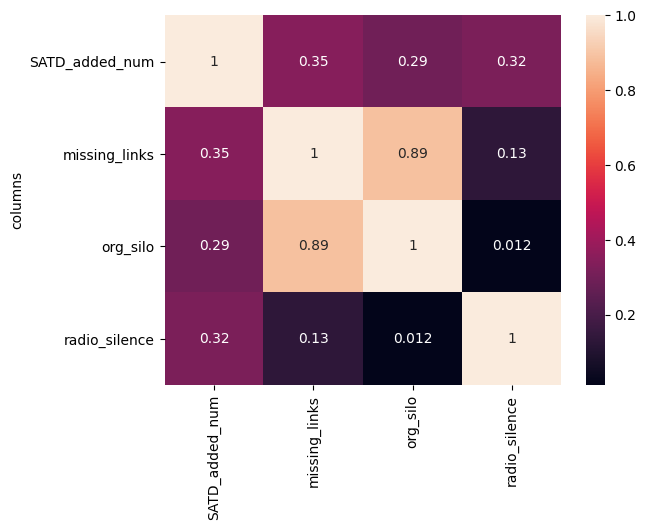 columns
SATD_added_num 1 0.35 0.29 0.32
missing_links 0.35 1 0.89 0.13
org_silo 0.29 0.89 1 0.012
radio_silence 0.32 0.13 0.012 1
SATD_added_num missing_links org_silo radio_silence
1.0
0.8
0.6
0.4
0.2